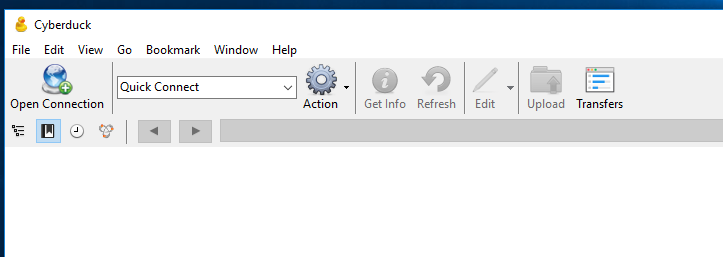 Cyberduck
File Edit View Go Bookmark Window Help
Open Connection Quick Connect Action Get Info Refresh Edit Upload Transfers